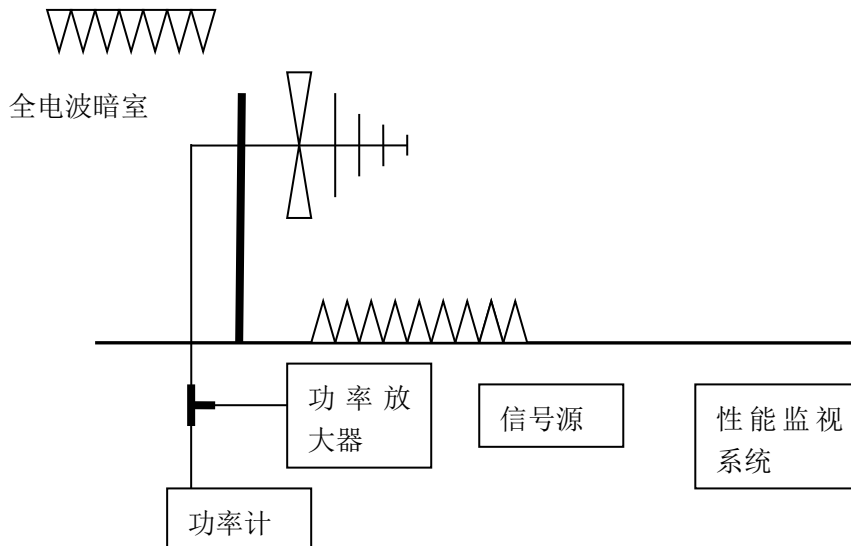 全电波暗室
功率放
大器
信号源
性能监视
系统
功率计